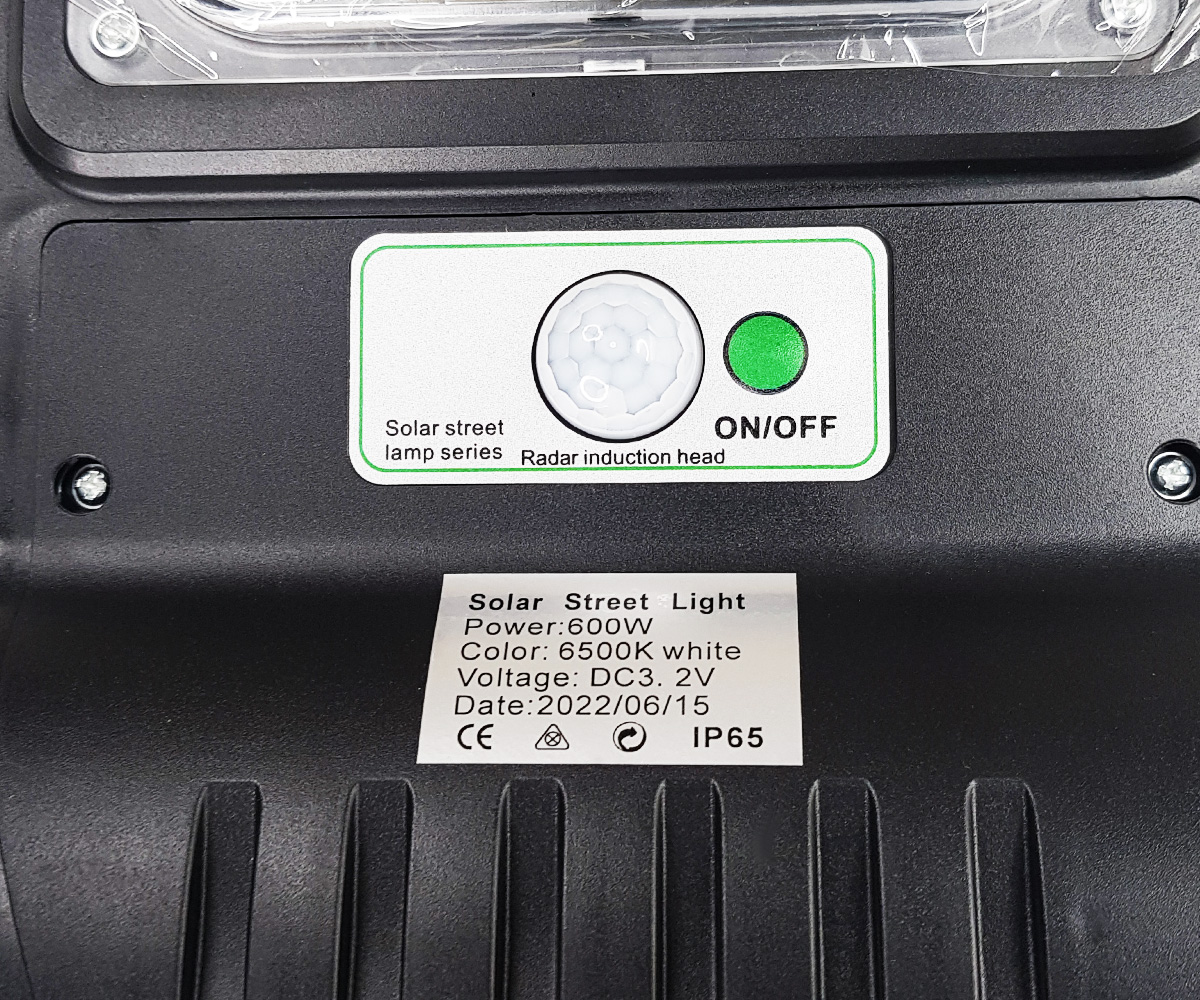 Solar street
lamp series
Radar induction head
ON/OFF
Solar Street Light
Power:600W
Color: 6500K white
Voltage: DC3. 2V
Date:2022/06/15
CE IP65